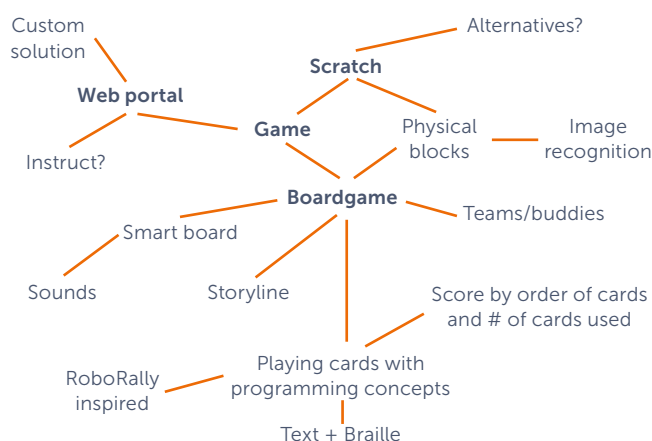 Custom
solution
Alternatives?
Scratch
Web portal
Game
Physical
blocks
Image
recognition
Instruct?
Boardgame
Teams/buddies
Smart board
Sounds
Storyline
Score by order of cards
and # of cards used
Playing cards with
programming concepts
RoboRally
inspired
Text + Braille